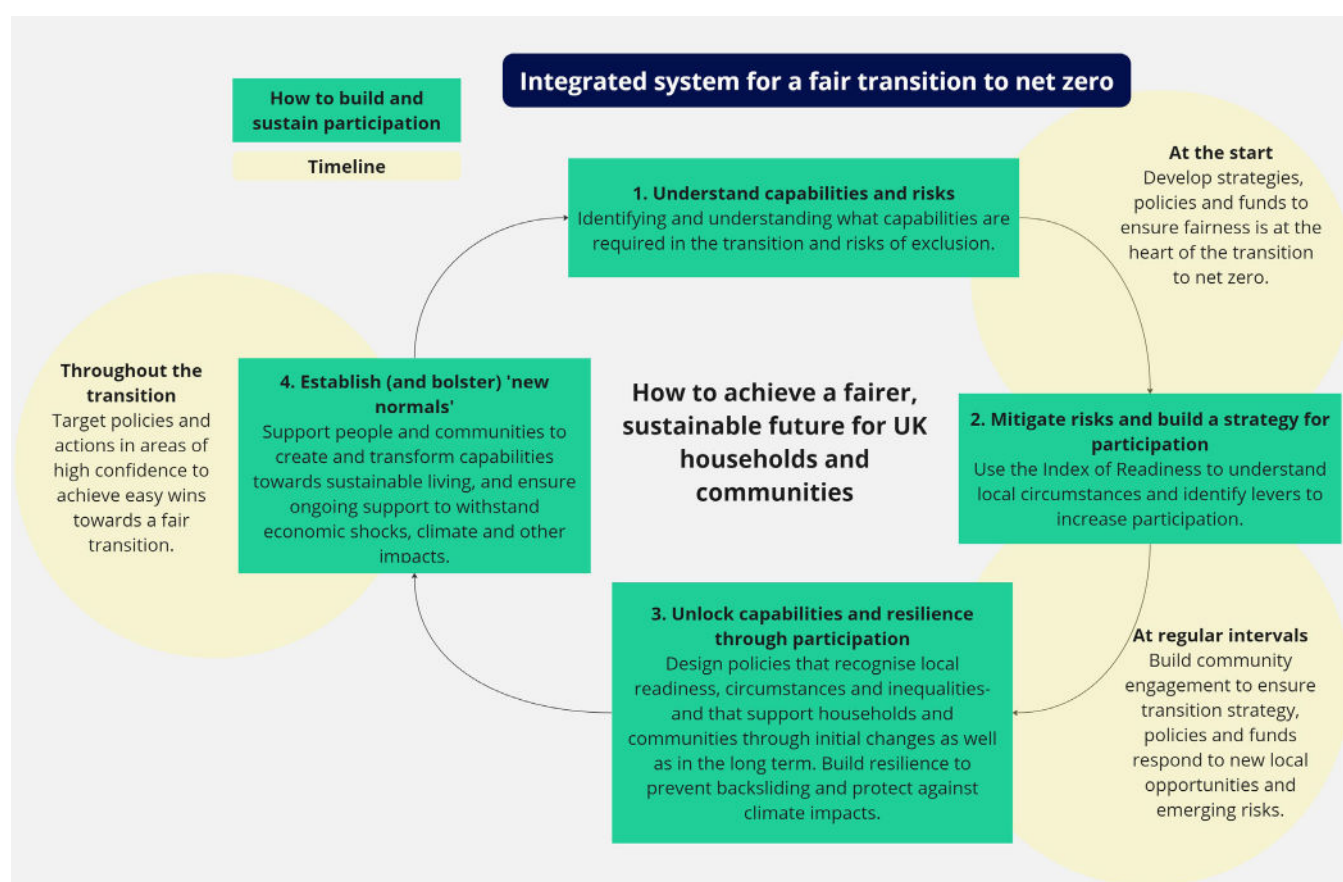 Integrated system for a fair transition to net zero
How to build and
sustain participation
Timeline
1. Understand capabilities and risks
Identifying and understanding what capabilities are
required in the transition and risks of exclusion.
At the start
Develop strategies,
policies and funds to
ensure fairness is at the
heart of the transition
to net zero.
2. Mitigate risks and build a strategy for
participation
Use the Index of Readiness to understand
local circumstances and identify levers to
increase participation.
At regular intervals
Build community
engagement to ensure
transition strategy,
policies and funds
respond to new local
opportunities and
emerging risks.
3. Unlock capabilities and resilience
through participation
Design policies that recognise local
readiness, circumstances and inequalities-
and that support households and
communities through initial changes as well
as in the long term. Build resilience to
prevent backsliding and protect against
climate impacts.
4. Establish (and bolster) 'new
normals'
Support people and communities to
create and transform capabilities
towards sustainable living, and ensure
ongoing support to withstand
economic shocks, climate and other
impacts.
Throughout the
transition
Target policies and
actions in areas of
high confidence to
achieve easy wins
towards a fair
transition.
How to achieve a fairer,
sustainable future for UK
households and
communities